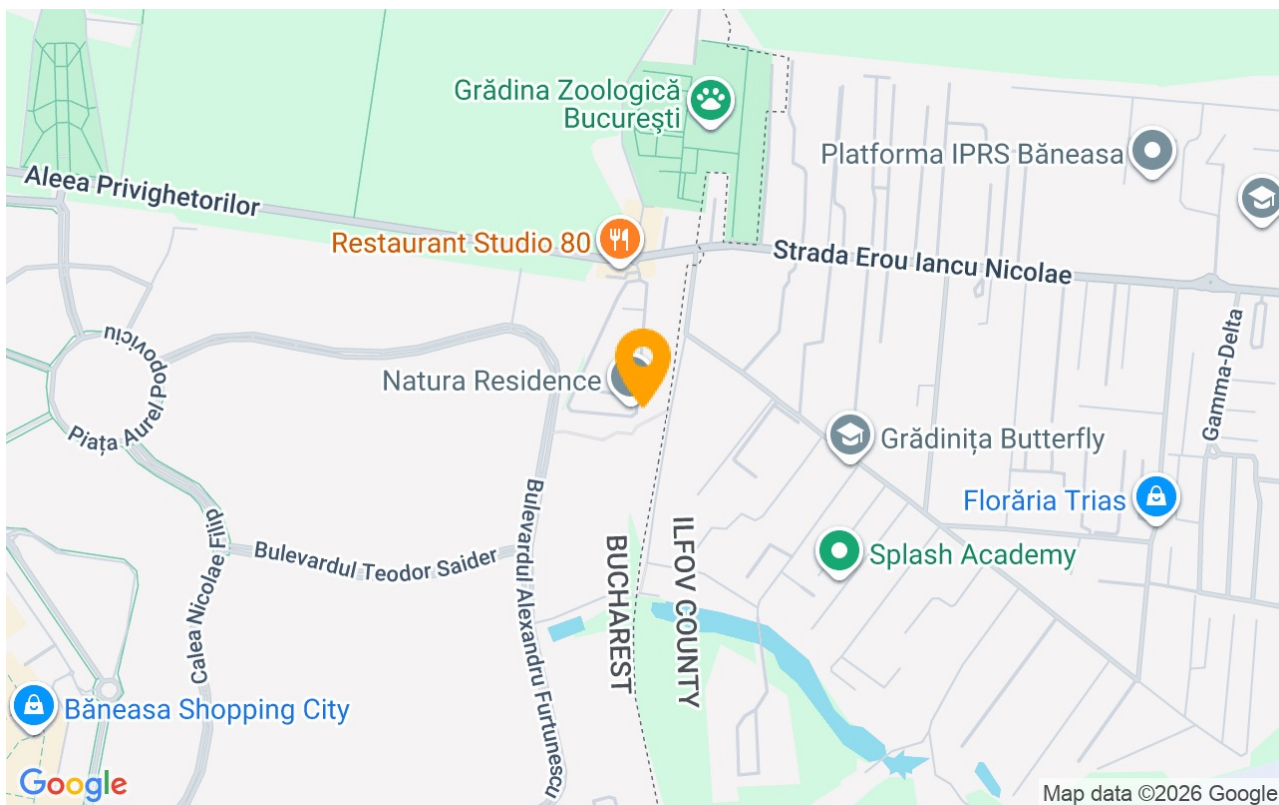 Grădina Zoologică
București
Platforma IPRS Băneasa
Aleea Privighetorilor
Restaurant Studio 80
Strada Erou Iancu Nicolae
Piața Aurel Popoviciu
Natura Residence
Gamma-Delta
Grădinița Butterfly
Florăria Trias
Calea Nicolae Filip
Bulevardul Teodor Saider
Bulevardul Alexandru Furtunescu
BUCHAREST
ILFOV COUNTY
Splash Academy
Băneasa Shopping City
Google
Map data ©2026 Google